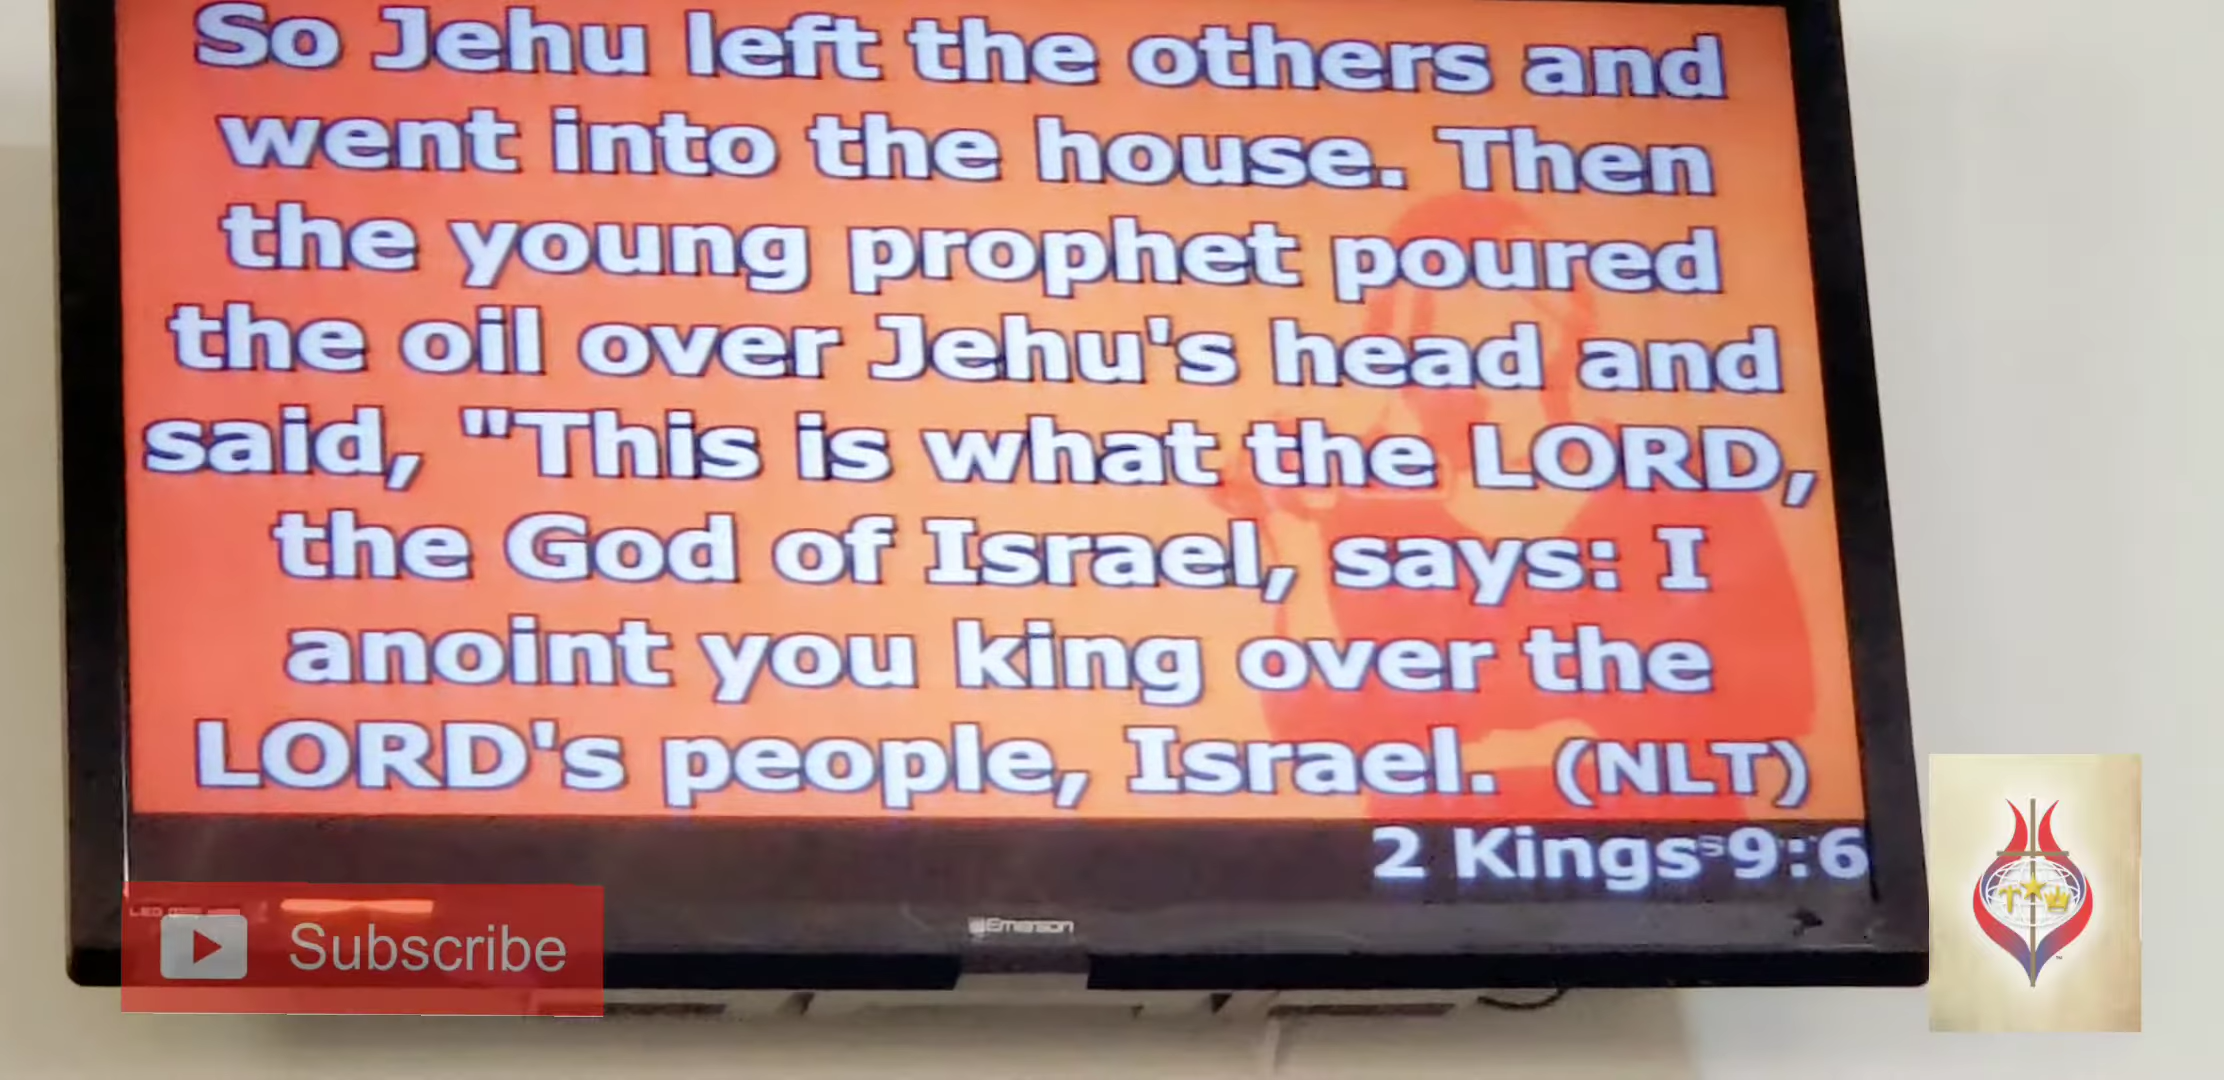 So Jehu left the others and
went into the house. Then
the young prophet poured
the oil over Jehu's head and
said, "This is what the LORD,
the God of Israel, says: I
anoint you king over the
LORD's people, Israel. (NLT)
2 Kings 9:6
Emerson
Subscribe